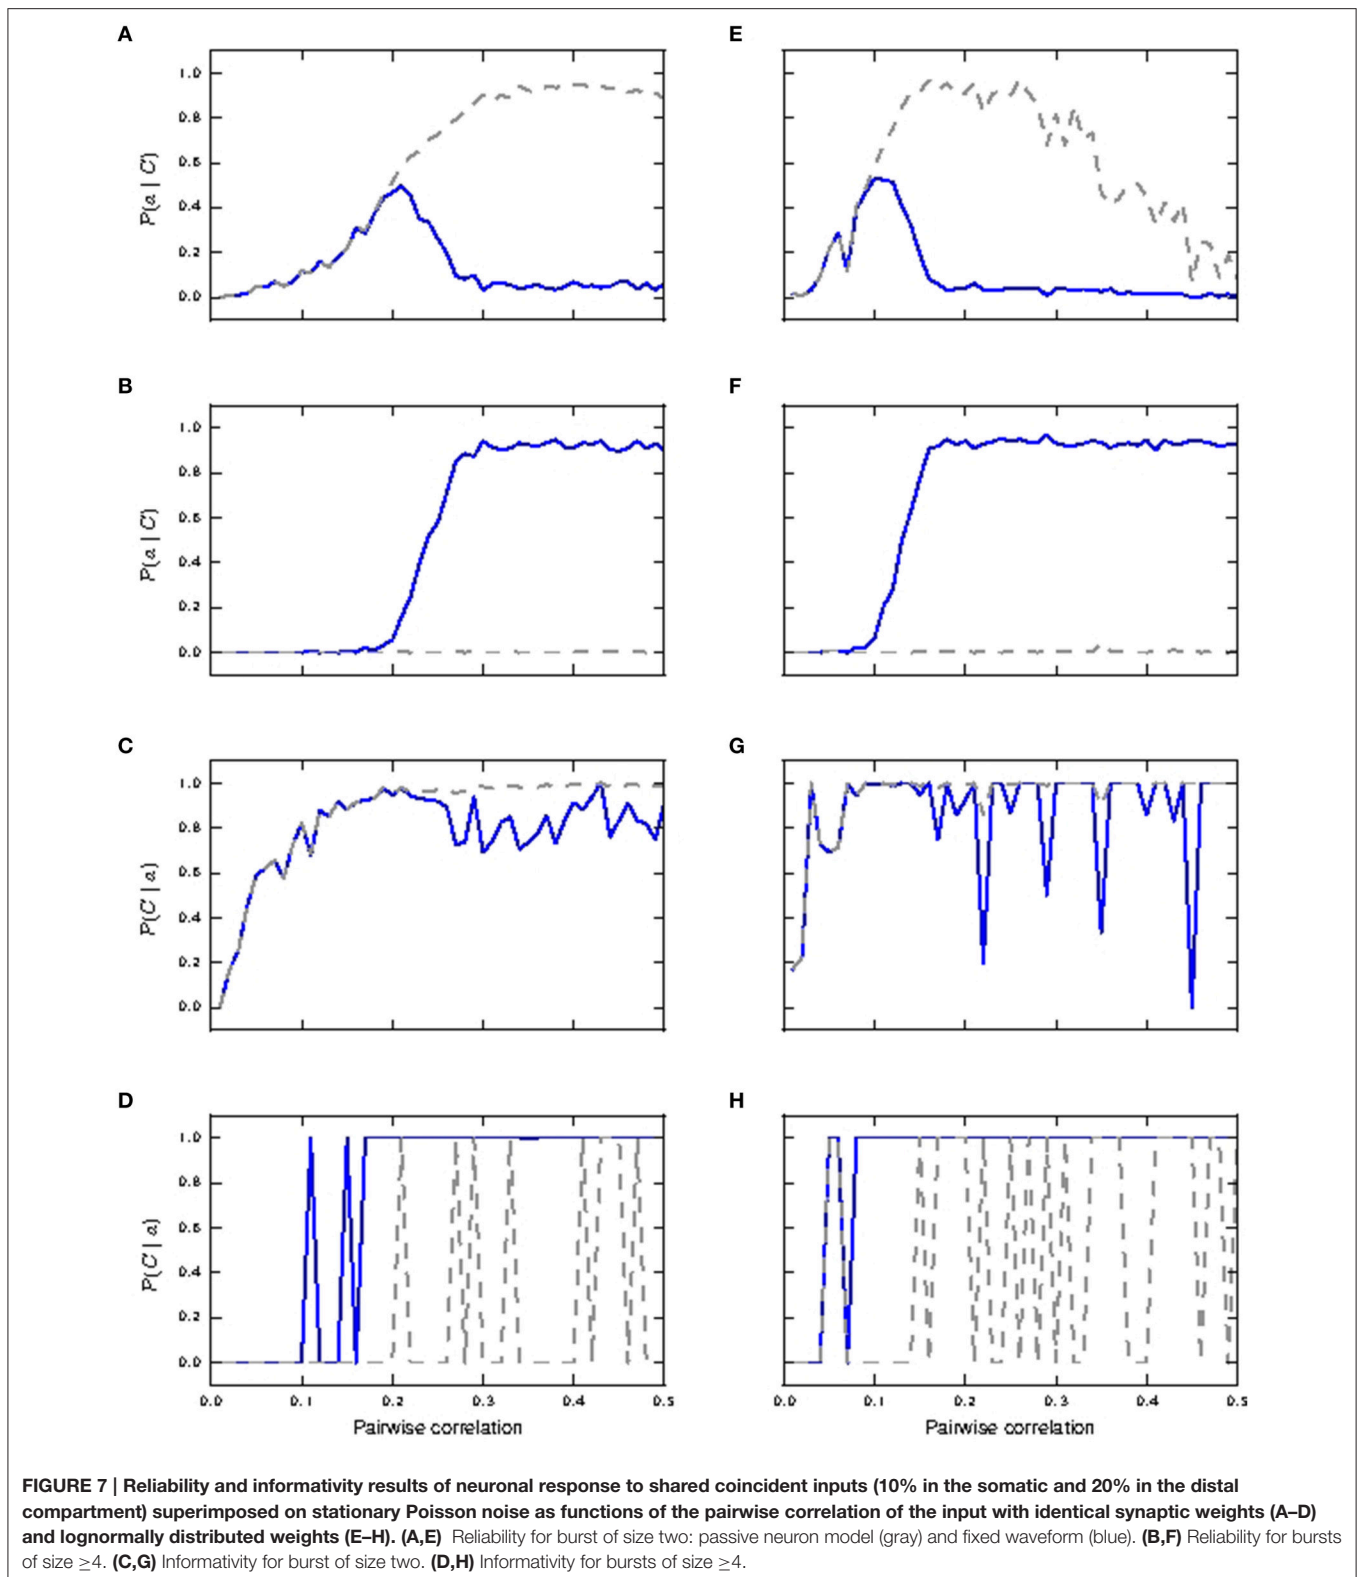 A
1.0
0.8
0.6
0.4
0.2
0.0
P(a | C)
E
P(a | C)
B
1.0
0.8
0.6
0.4
0.2
0.0
P(a | C)
F
C
1.0
0.8
0.6
0.4
0.2
0.0
P(C | a)
G
D
1.0
0.8
0.6
0.4
0.2
0.0
P(C | a)
0.0 0.1 0.2 0.3 0.4 0.5
Pairwise correlation
H
0.0 0.1 0.2 0.3 0.4 0.5
Pairwise correlation
FIGURE 7 | Reliability and informativity results of neuronal response to shared coincident inputs (10% in the somatic and 20% in the distal
compartment) superimposed on stationary Poisson noise as functions of the pairwise correlation of the input with identical synaptic weights (A–D)
and lognormally distributed weights (E–H). (A,E) Reliability for burst of size two: passive neuron model (gray) and fixed waveform (blue). (B,F) Reliability for bursts
of size ≥4. (C,G) Informativity for burst of size two. (D,H) Informativity for bursts of size ≥4.